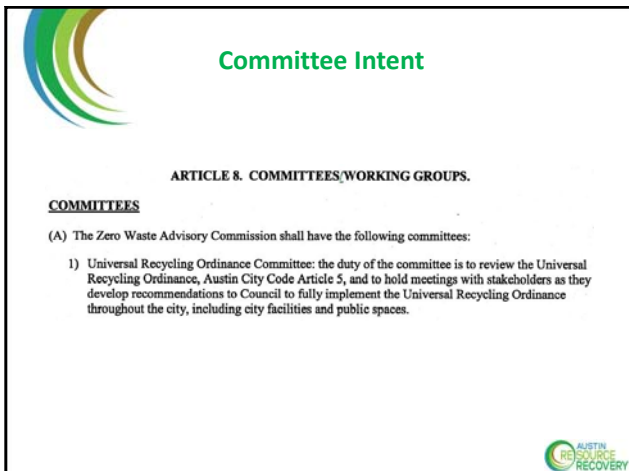 Committee Intent
ARTICLE 8. COMMITTEES/WORKING GROUPS.
COMMITTEES
(A) The Zero Waste Advisory Commission shall have the following committees:
1) Universal Recycling Ordinance Committee: the duty of the committee is to review the Universal
Recycling Ordinance, Austin City Code Article 5, and to hold meetings with stakeholders as they
develop recommendations to Council to fully implement the Universal Recycling Ordinance
throughout the city, including city facilities and public spaces.
AUSTIN
RESOURCE
RECOVERY